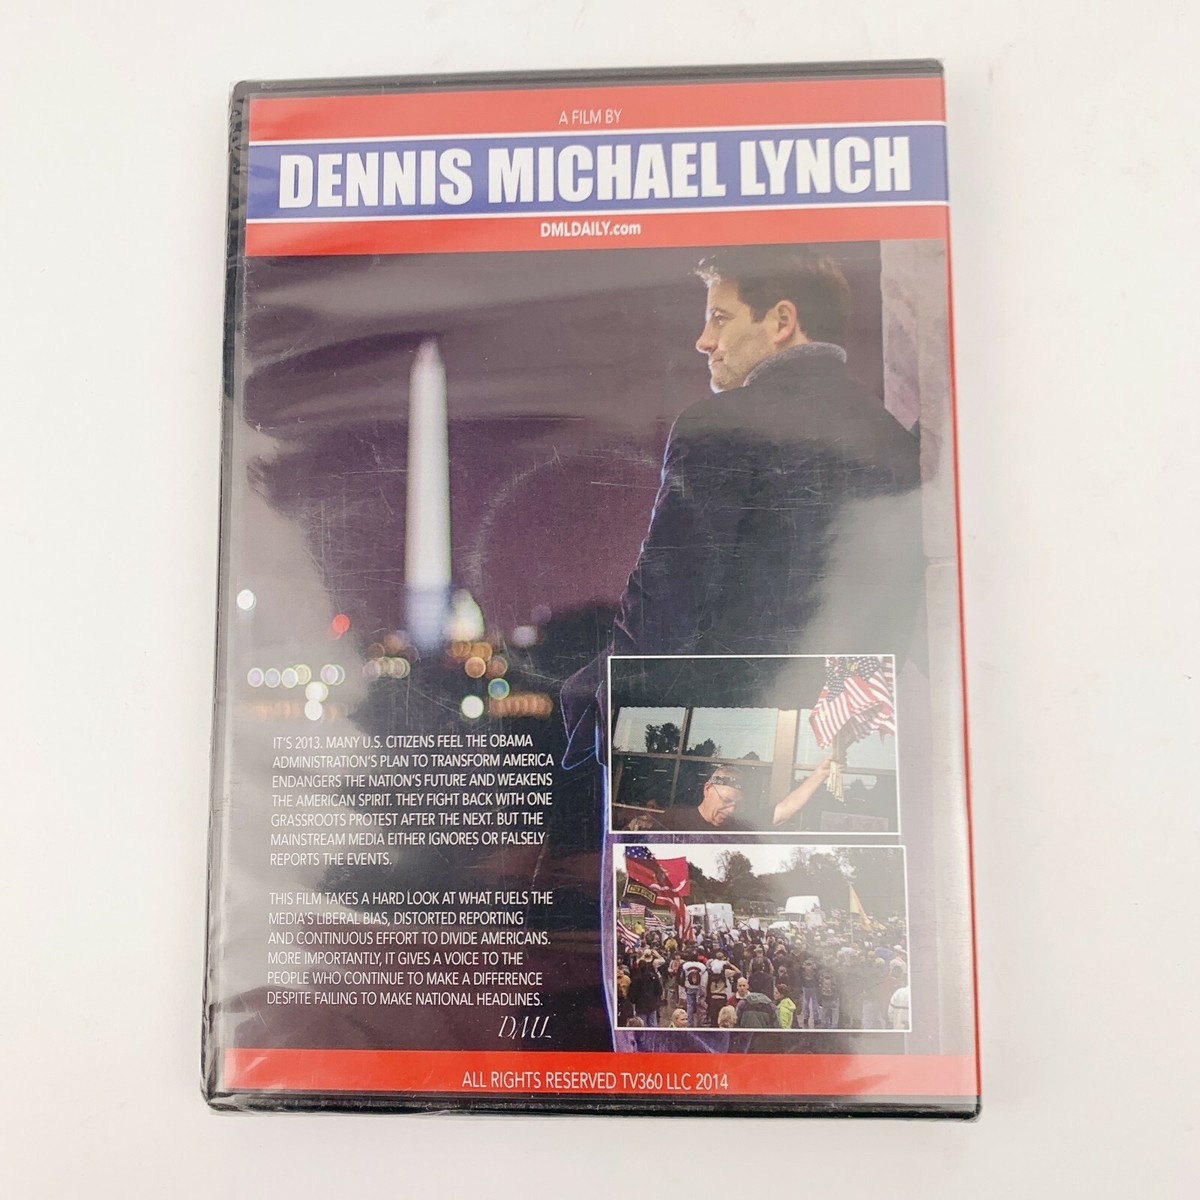 A FILM BY
DENNIS MICHAEL LYNCH
DMLDAILY.com
IT'S 2013. MANY U.S. CITIZENS FEEL THE OBAMA
ADMINISTRATION'S PLAN TO TRANSFORM AMERICA
ENDANGERS THE NATION'S FUTURE AND WEAKENS
THE AMERICAN SPIRIT. THEY FIGHT BACK WITH ONE
GRASSROOTS PROTEST AFTER THE NEXT. BUT THE
MAINSTREAM MEDIA EITHER IGNORES OR FALSELY
REPORTS THE EVENTS.
THIS FILM TAKES A HARD LOOK AT WHAT FUELS THE
MEDIA'S LIBERAL BIAS, DISTORTED REPORTING
AND CONTINUOUS EFFORT TO DIVIDE AMERICANS.
MORE IMPORTANTLY, IT GIVES A VOICE TO THE
PEOPLE WHO CONTINUE TO MAKE A DIFFERENCE
DESPITE FAILING TO MAKE NATIONAL HEADLINES.
-DML
ALL RIGHTS RESERVED TV360 LLC 2014